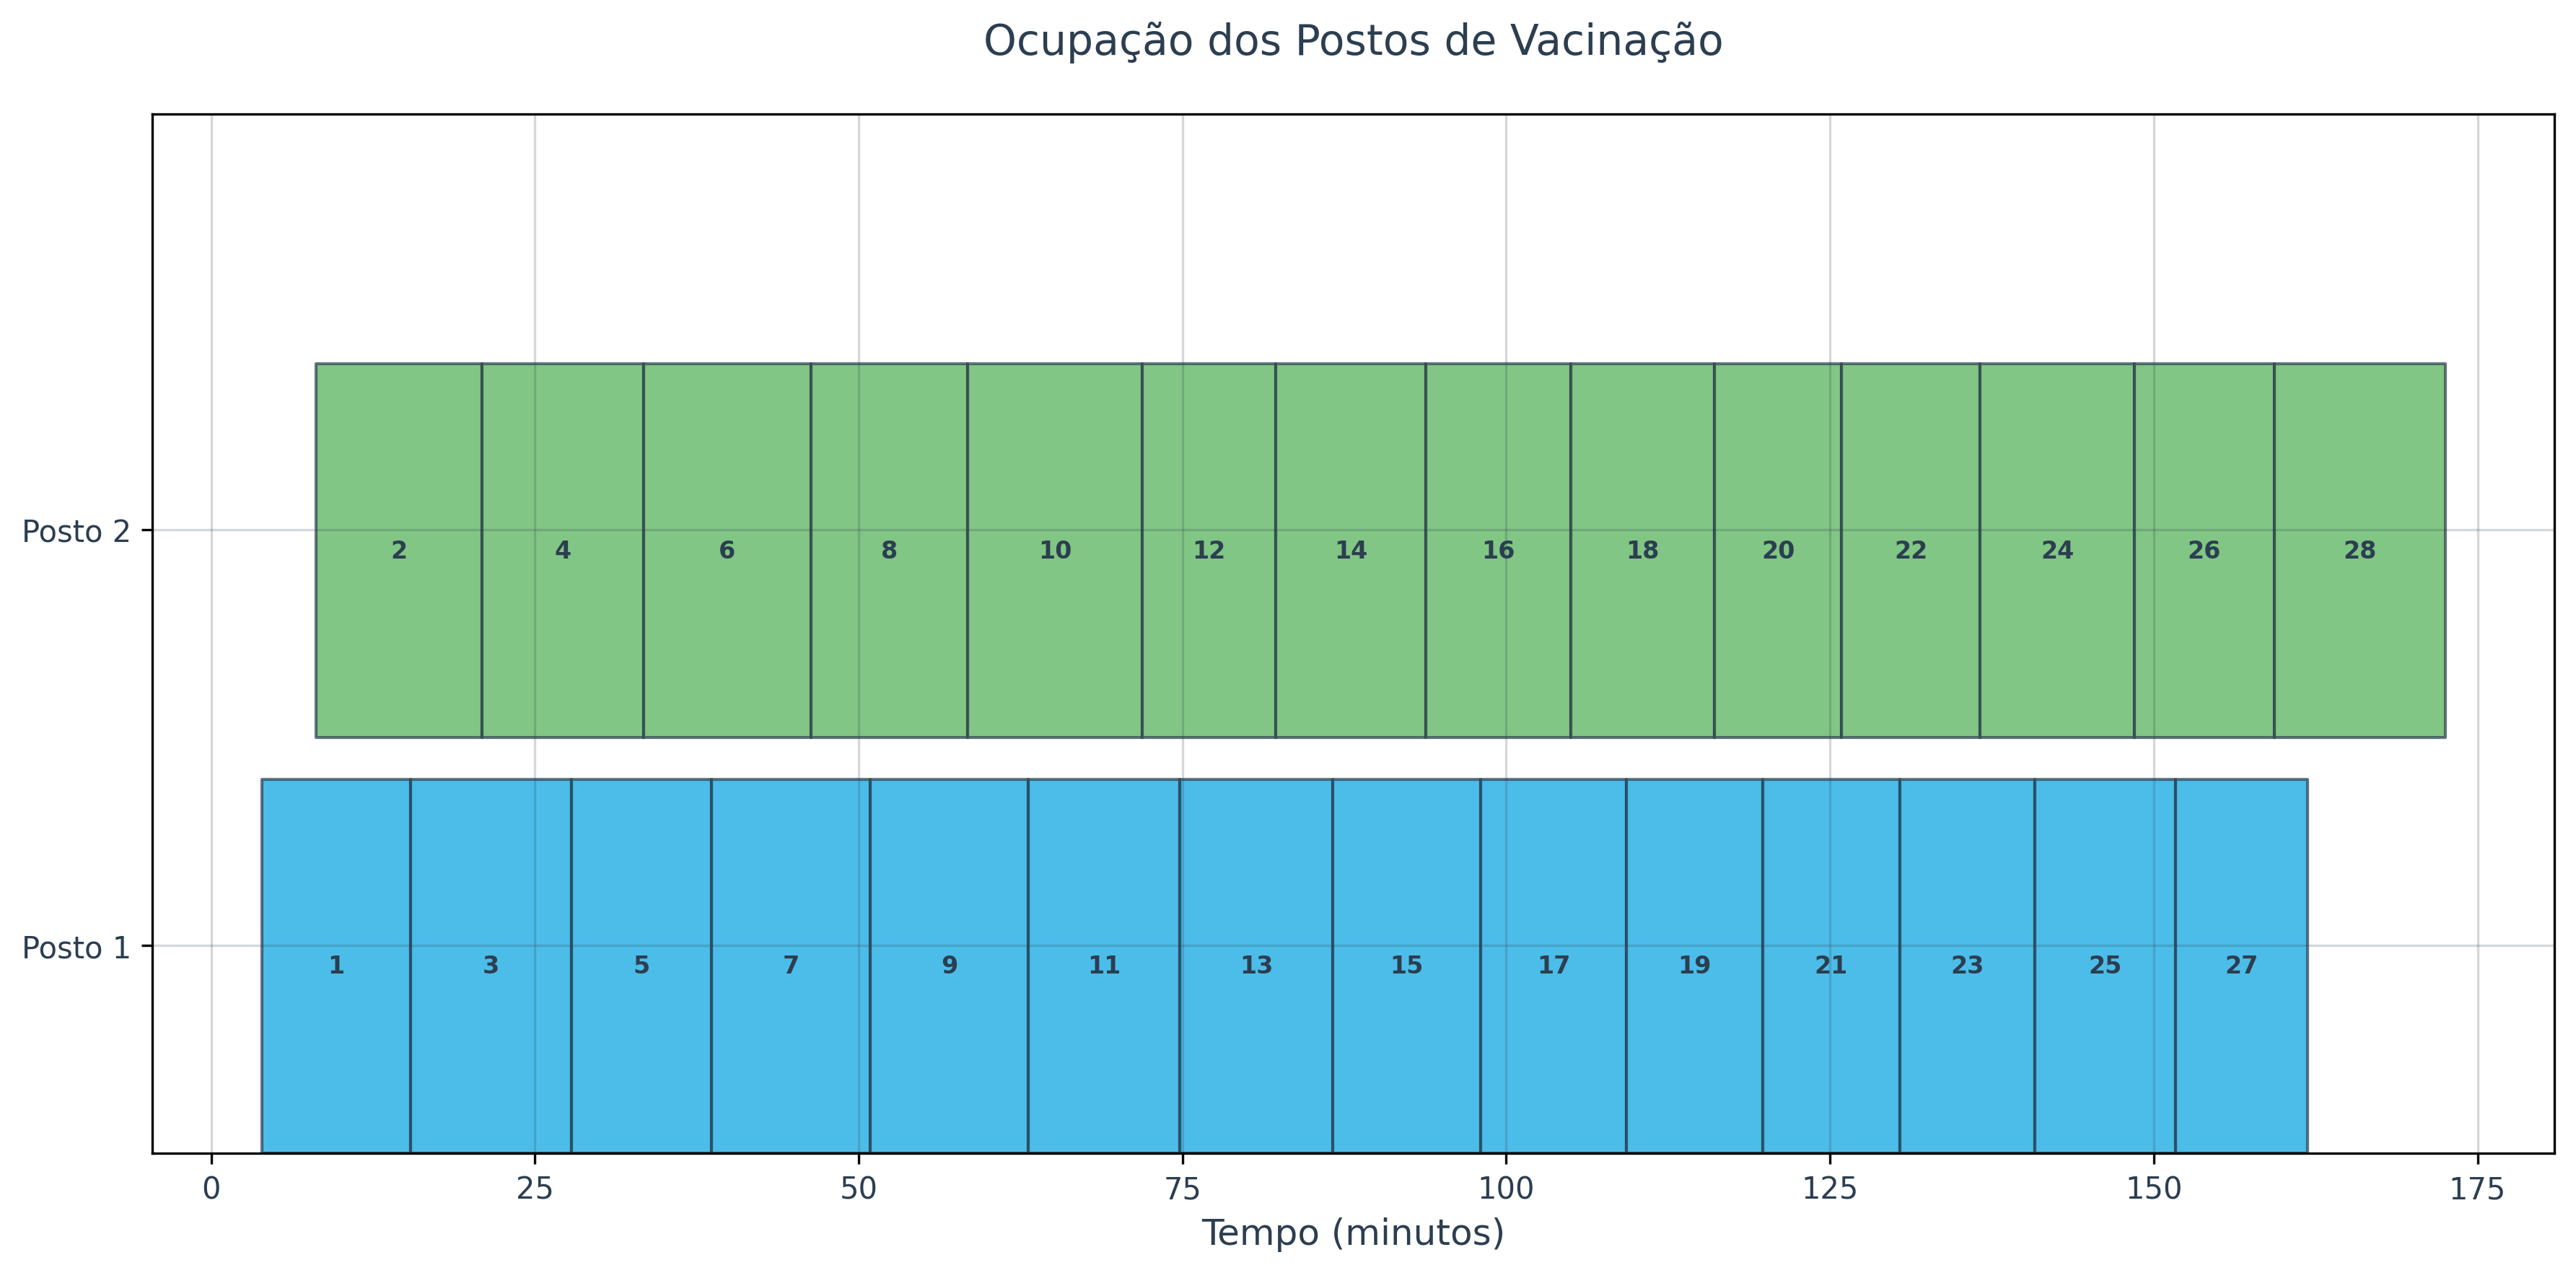 Ocupação dos Postos de Vacinação
Posto 2
2 4 6 8 10 12 14 16 18 20 22 24 26 28
Posto 1
1 3 5 7 9 11 13 15 17 19 21 23 25 27
0 25 50 75 100 125 150 175
Tempo (minutos)